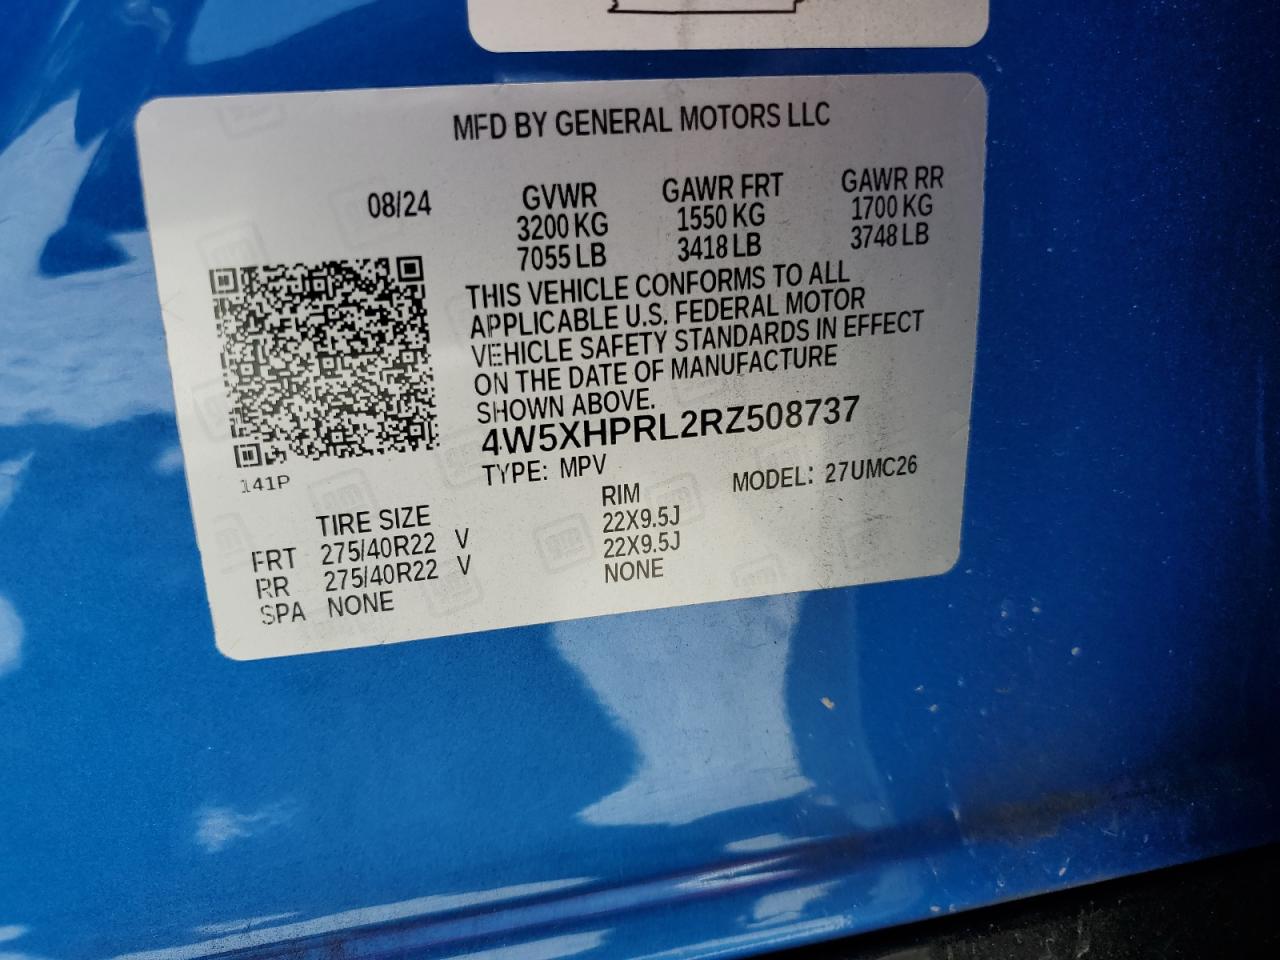 MFD BY GENERAL MOTORS LLC
08/24 GVWR GAWR FRT GAWR RR
3200 KG 1550 KG 1700 KG
7055 LB 3418 LB 3748 LB
THIS VEHICLE CONFORMS TO ALL
APPLICABLE U.S. FEDERAL MOTOR
VEHICLE SAFETY STANDARDS IN EFFECT
ON THE DATE OF MANUFACTURE
SHOWN ABOVE.
4W5XHPRL2RZ508737
141P TYPE: MPV MODEL: 27UMC26
TIRE SIZE RIM
FRT 275/40R22 V 22X9.5J
RR 275/40R22 V 22X9.5J
SPA NONE NONE